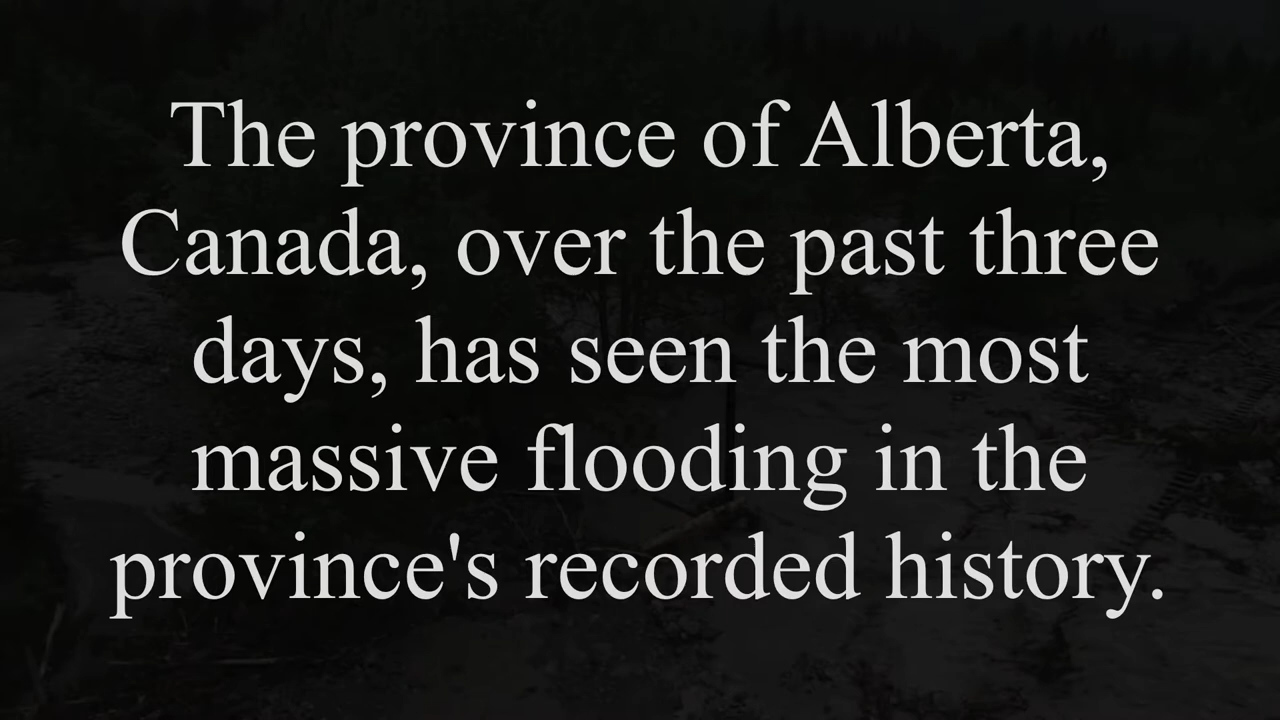 The province of Alberta,
Canada, over the past three
days, has seen the most
massive flooding in the
province's recorded history.